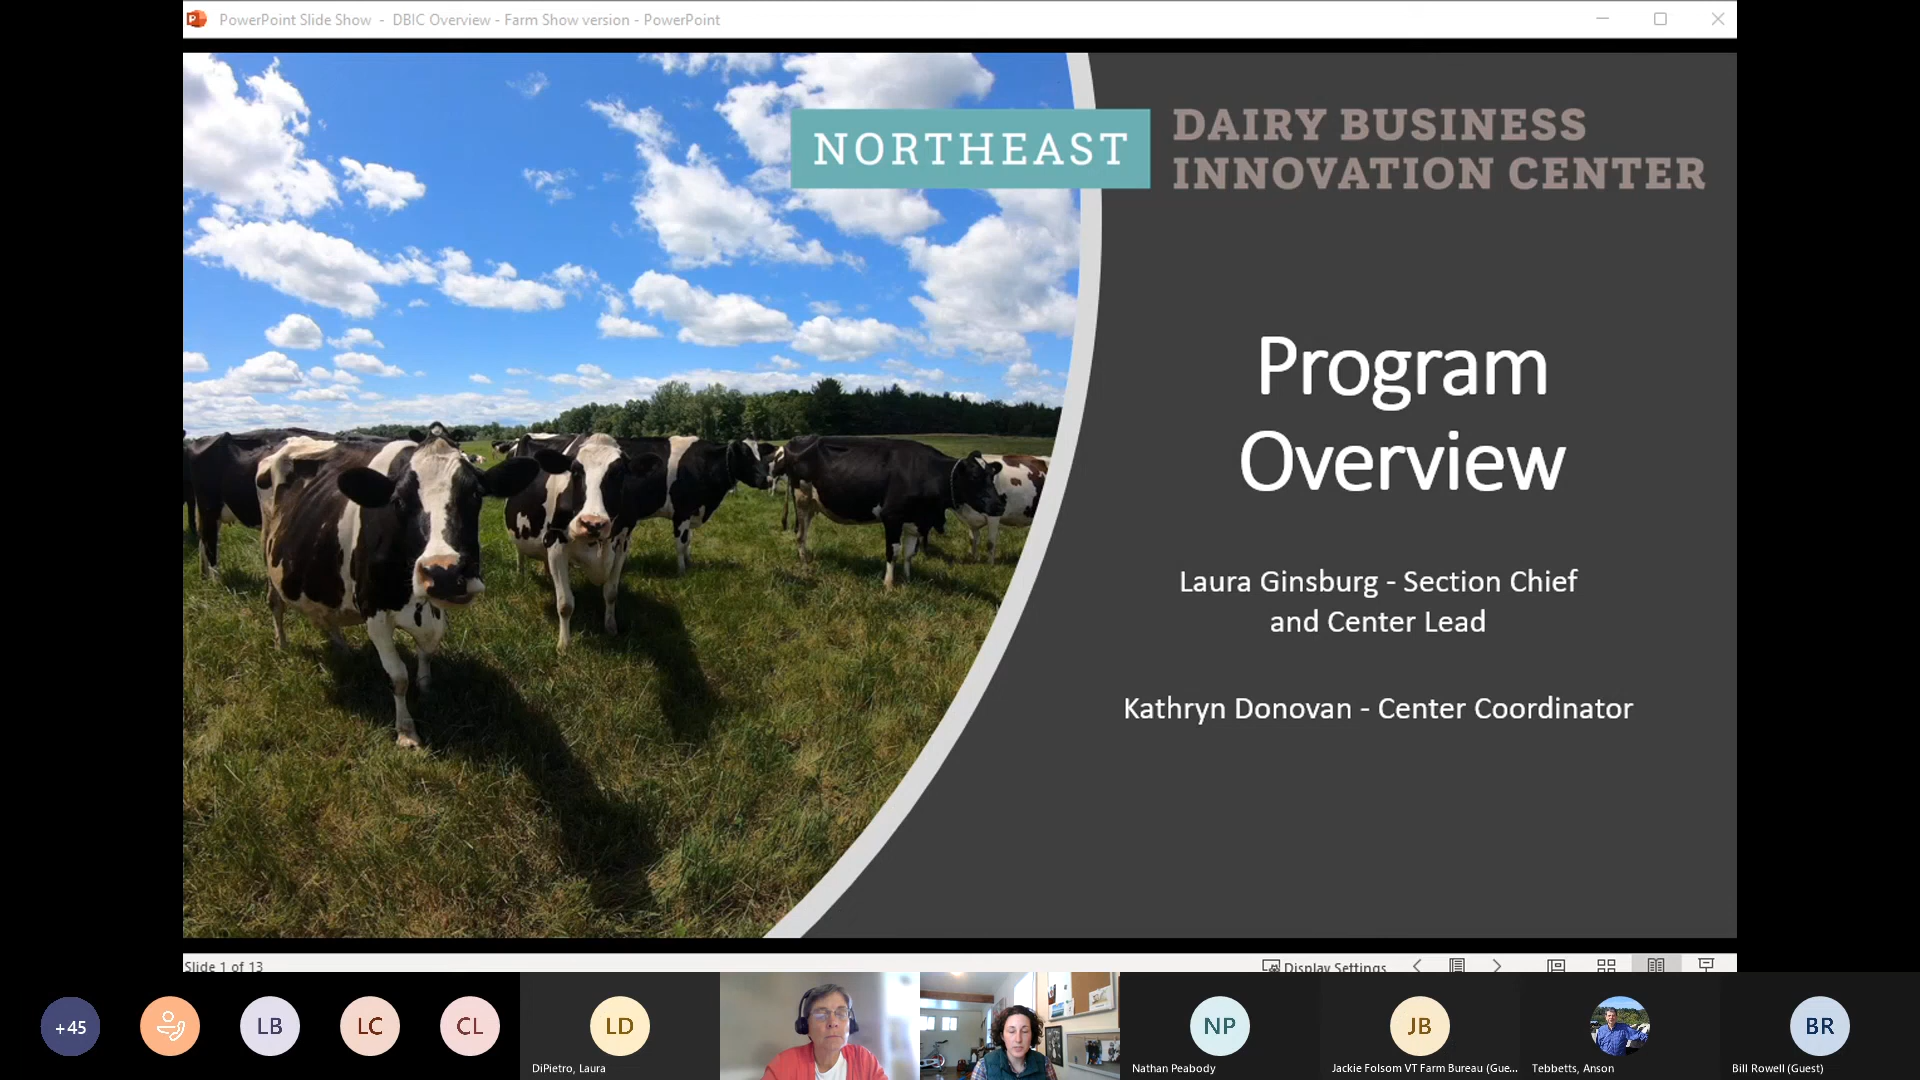 PowerPoint Slide Show - DBIC Overview - Farm Show version - PowerPoint
NORTHEAST
DAIRY BUSINESS
INNOVATION CENTER
Program
Overview
Laura Ginsburg - Section Chief
and Center Lead
Kathryn Donovan - Center Coordinator
Slide 1 of 13
Display Settings
+45
LB
LC
CL
LD
DiPietro, Laura
NP
Nathan Peabody
JB
Jackie Folsom VT Farm Bureau (Gue...
Tebbetts, Anson
BR
Bill Rowell (Guest)